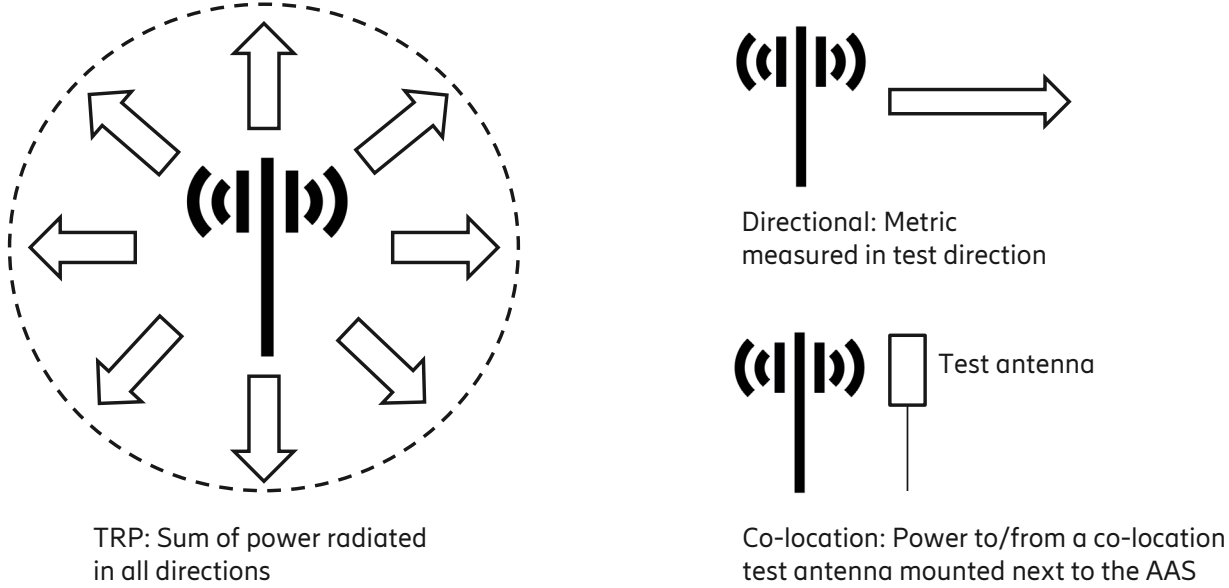 Directional: Metric
measured in test direction
Test antenna
TRP: Sum of power radiated
in all directions
Co-location: Power to/from a co-location
test antenna mounted next to the AAS